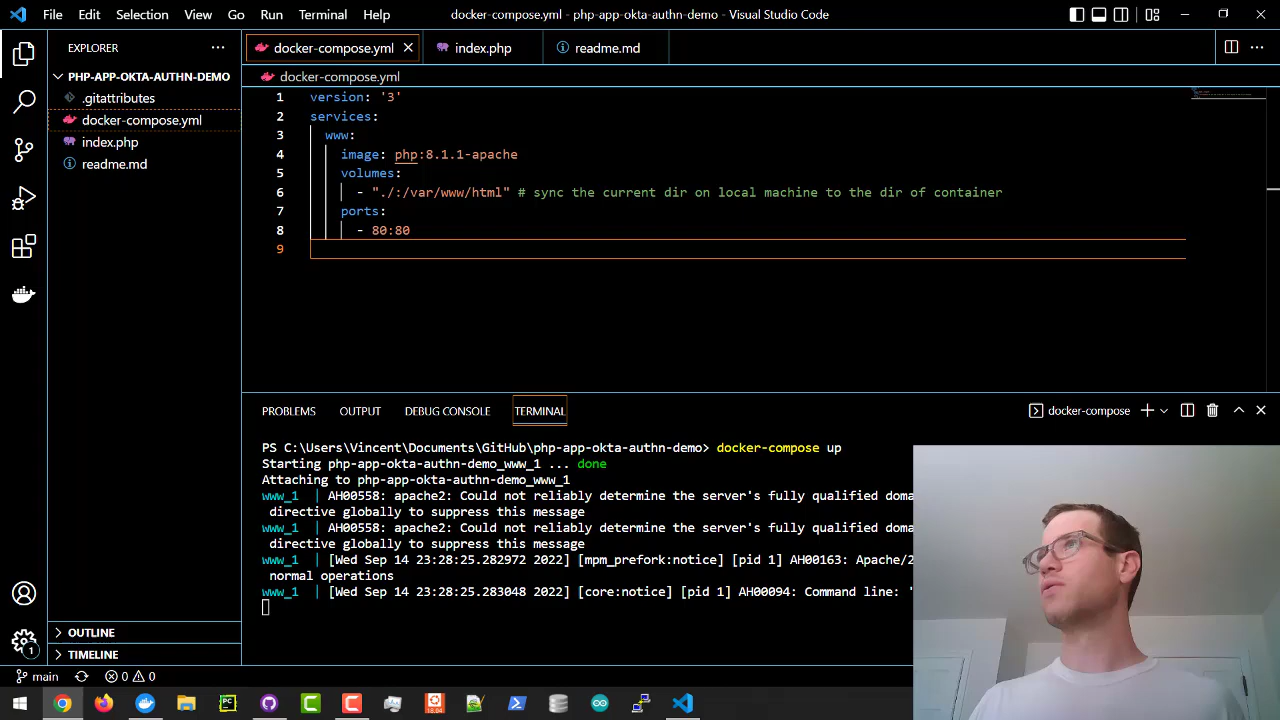 File Edit Selection View Go Run Terminal Help
docker-compose.yml - php-app-okta-authn-demo - Visual Studio Code
EXPLORER
PHP-APP-OKTA-AUTHN-DEMO
.gitattributes
docker-compose.yml
index.php
readme.md
OUTLINE
TIMELINE
docker-compose.yml index.php readme.md
docker-compose.yml
1 version: '3'
2 services:
3 www:
4 image: php:8.1.1-apache
5 volumes:
6 - "./:/var/www/html" # sync the current dir on local machine to the dir of container
7 ports:
8 - 80:80
9
PROBLEMS OUTPUT DEBUG CONSOLE TERMINAL
docker-compose
PS C:\Users\Vincent\Documents\GitHub\php-app-okta-authn-demo> docker-compose up
Starting php-app-okta-authn-demo_www_1 ... done
Attaching to php-app-okta-authn-demo_www_1
www_1 | AH00558: apache2: Could not reliably determine the server's fully qualified doma
directive globally to suppress this message
www_1 | AH00558: apache2: Could not reliably determine the server's fully qualified doma
directive globally to suppress this message
www_1 | [Wed Sep 14 23:28:25.282972 2022] [mpm_prefork:notice] [pid 1] AH00163: Apache/2
normal operations
www_1 | [Wed Sep 14 23:28:25.283048 2022] [core:notice] [pid 1] AH00094: Command line: '
1
main 0 0
PC
18.04